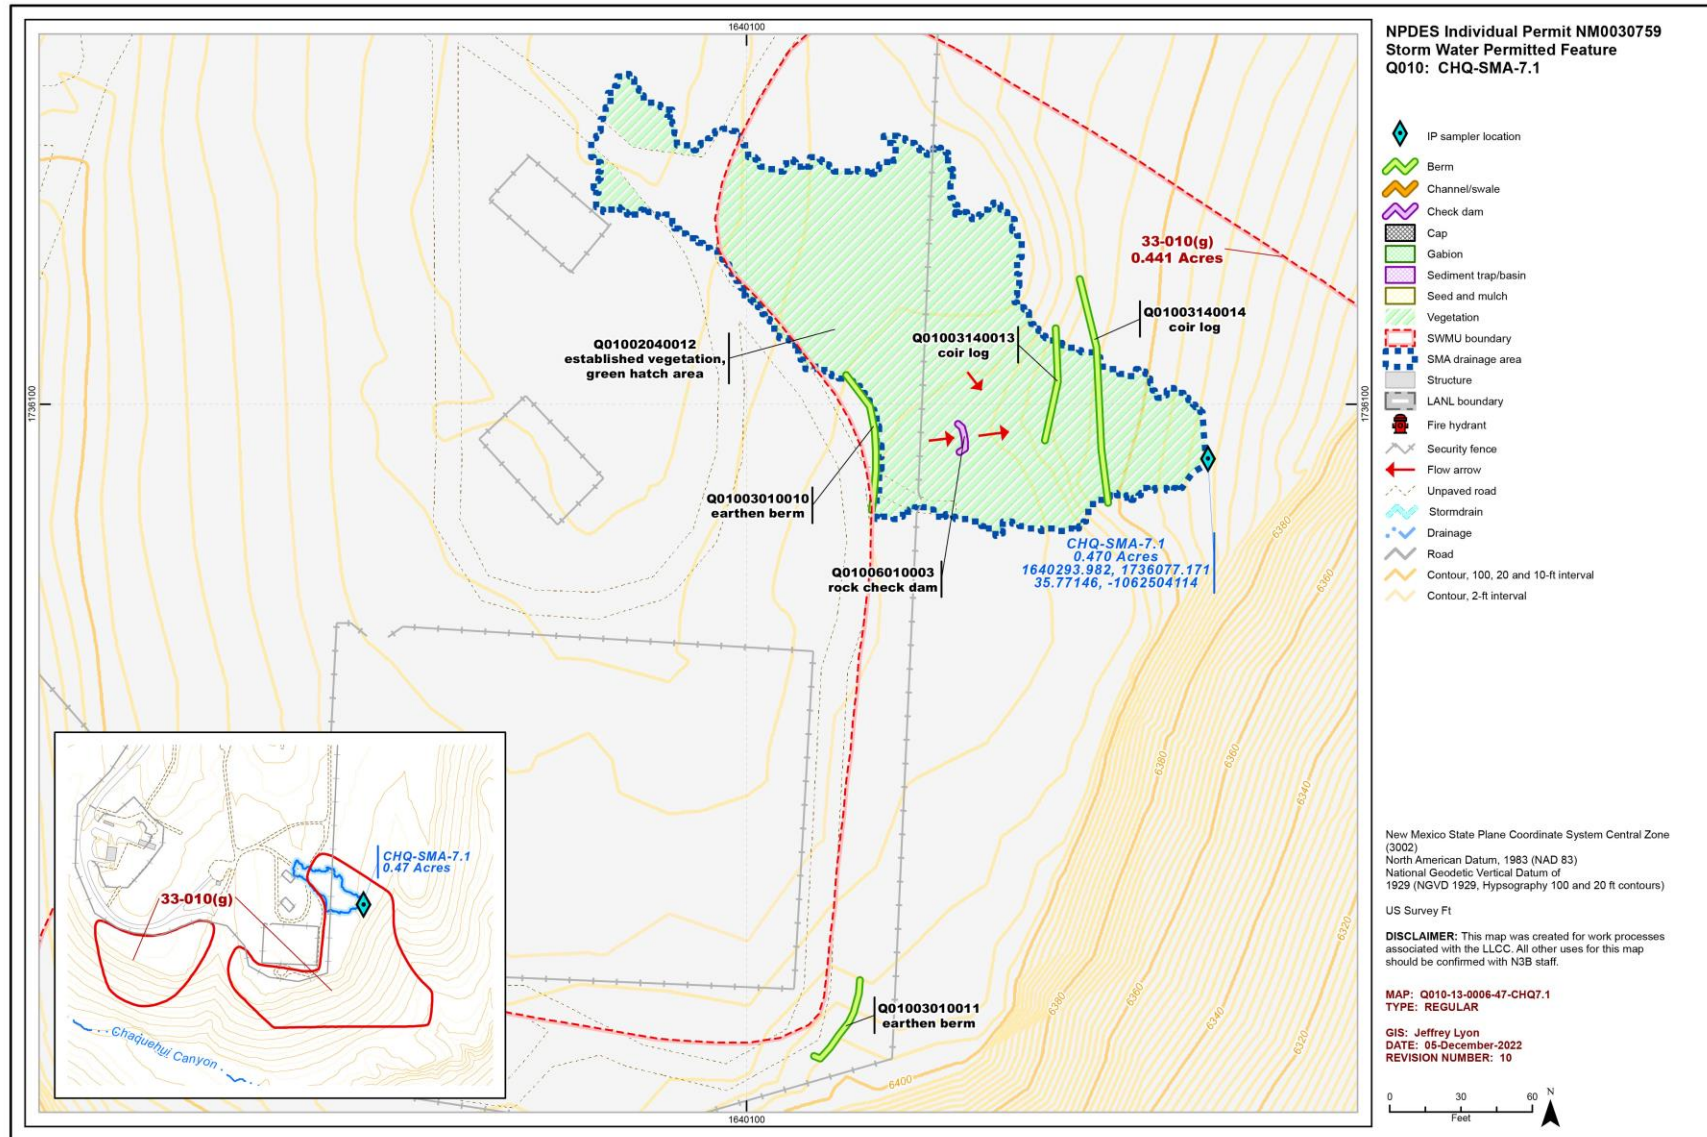 NPDES Individual Permit NM0030759
Storm Water Permitted Feature
Q010: CHQ-SMA-7.1
IP sampler location
Berm
Channel/swale
Check dam
Cap
Gabion
Sediment trap/basin
Seed and mulch
Vegetation
SWMU boundary
SMA drainage area
Structure
LANL boundary
Fire hydrant
Security fence
Flow arrow
Unpaved road
Stormdrain
Drainage
Road
Contour, 100, 20 and 10-ft interval
Contour, 2-ft interval
New Mexico State Plane Coordinate System Central Zone
(3002)
North American Datum, 1983 (NAD 83)
National Geodetic Vertical Datum of
1929 (NGVD 1929, Hypsography 100 and 20 ft contours)
US Survey Ft
DISCLAIMER: This map was created for work processes
associated with the LLCC. All other uses for this map
should be confirmed with N3B staff.
MAP: Q010-13-0006-47-CHQ7.1
TYPE: REGULAR
GIS: Jeffrey Lyon
DATE: 05-December-2022
REVISION NUMBER: 10
0 30 60
Feet
N
1640100
1736100
1736100
1640100
33-010(g)
0.441 Acres
Q01003140014
coir log
Q01003140013
coir log
Q01002040012
established vegetation,
green hatch area
Q01003010010
earthen berm
Q01006010003
rock check dam
CHQ-SMA-7.1
0.470 Acres
1640293.982, 1736077.171
35.77146, -1062504114
Q01003010011
earthen berm
6380
6360
6380
6360
6340
6320
6380
6360
6340
6320
6400
CHQ-SMA-7.1
0.47 Acres
33-010(g)
Chaquehui Canyon